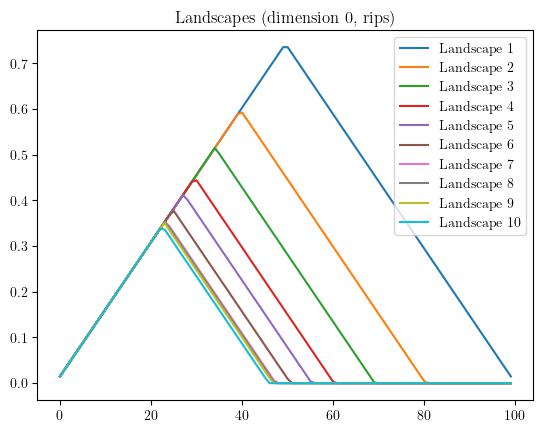 Landscapes (dimension 0, rips)
Landscape 1
Landscape 2
Landscape 3
Landscape 4
Landscape 5
Landscape 6
Landscape 7
Landscape 8
Landscape 9
Landscape 10
0.7
0.6
0.5
0.4
0.3
0.2
0.1
0.0
0 20 40 60 80 100